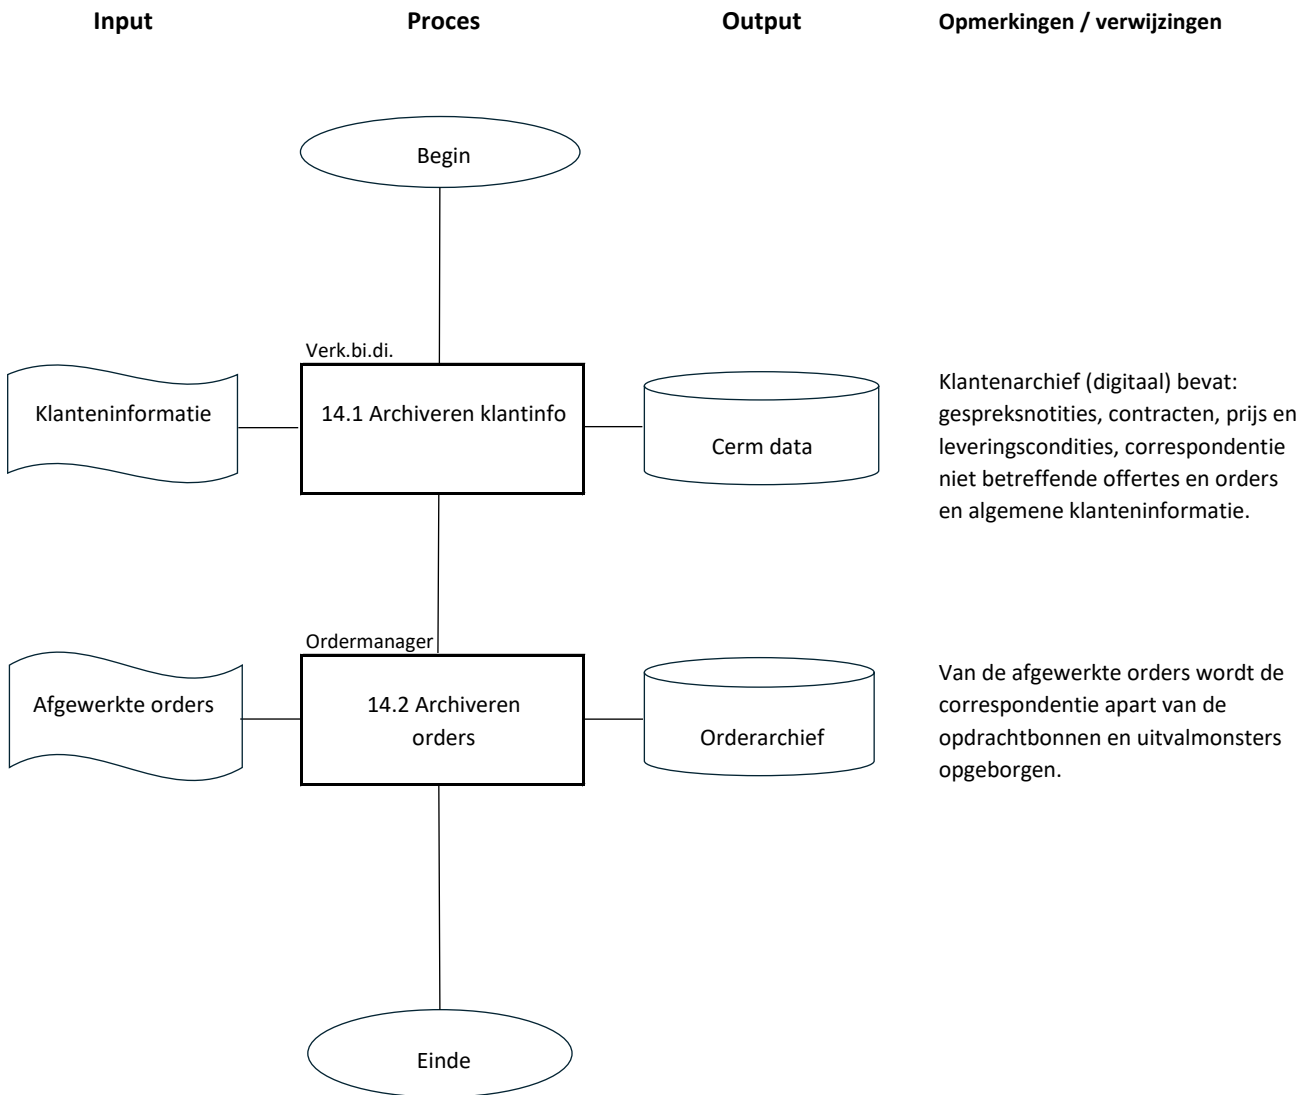 Input
Proces
Output
Opmerkingen / verwijzingen
Begin
Verk.bi.di.
Klanteninformatie
14.1 Archiveren klantinfo
Cerm data
Klantenarchief (digitaal) bevat:
gespreksnotities, contracten, prijs en
leveringscondities, correspondentie
niet betreffende offertes en orders
en algemene klanteninformatie.
Ordermanager
Afgewerkte orders
14.2 Archiveren
orders
Orderarchief
Van de afgewerkte orders wordt de
correspondentie apart van de
opdrachtbonnen en uitvalmonsters
opgeborgen.
Einde